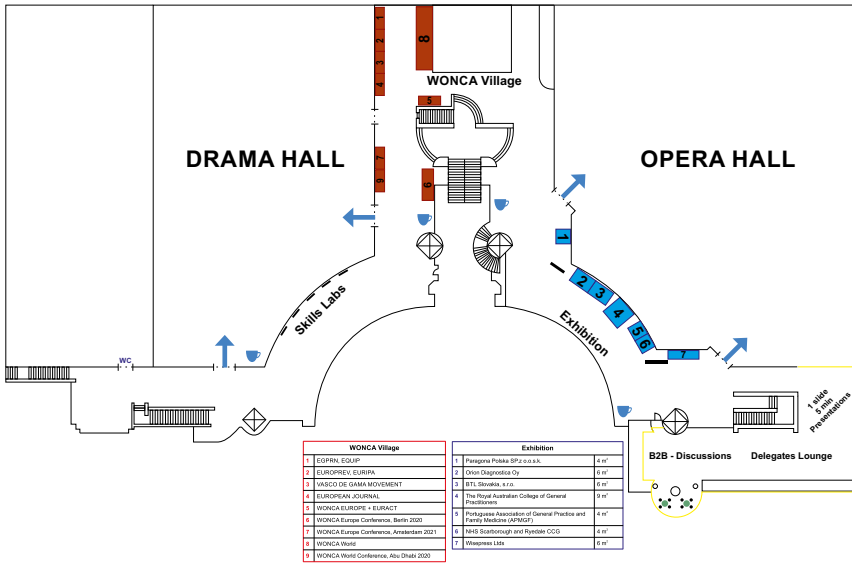 1
2
3
4
8
WONCA Village
5
DRAMA HALL
OPERA HALL
7
9
6
1
2
3
4
5
6
7
Skills Labs
Exhibition
WC
1 slide
5 min
Presentations
B2B - Discussions
Delegates Lounge
WONCA Village
1 EGPRN, EQUIP
2 EUROPREV, EURIPA
3 VASCO DE GAMA MOVEMENT
4 EUROPEAN JOURNAL
5 WONCA EUROPE + EURACT
6 WONCA Europe Conference, Berlin 2020
7 WONCA Europe Conference, Amsterdam 2021
8 WONCA World
9 WONCA World Conference, Abu Dhabi 2020
Exhibition
1 Paragona Polska SP.z o.o.s.k. 4 m²
2 Orion Diagnostica Oy 6 m²
3 BTL Slovakia, s.r.o. 6 m²
4 The Royal Australian College of General
Practitioners 9 m²
5 Portuguese Association of General Practice and
Family Medicine (APMGF) 4 m²
6 NHS Scarborough and Ryedale CCG 4 m²
7 Wisepress Ltds 6 m²